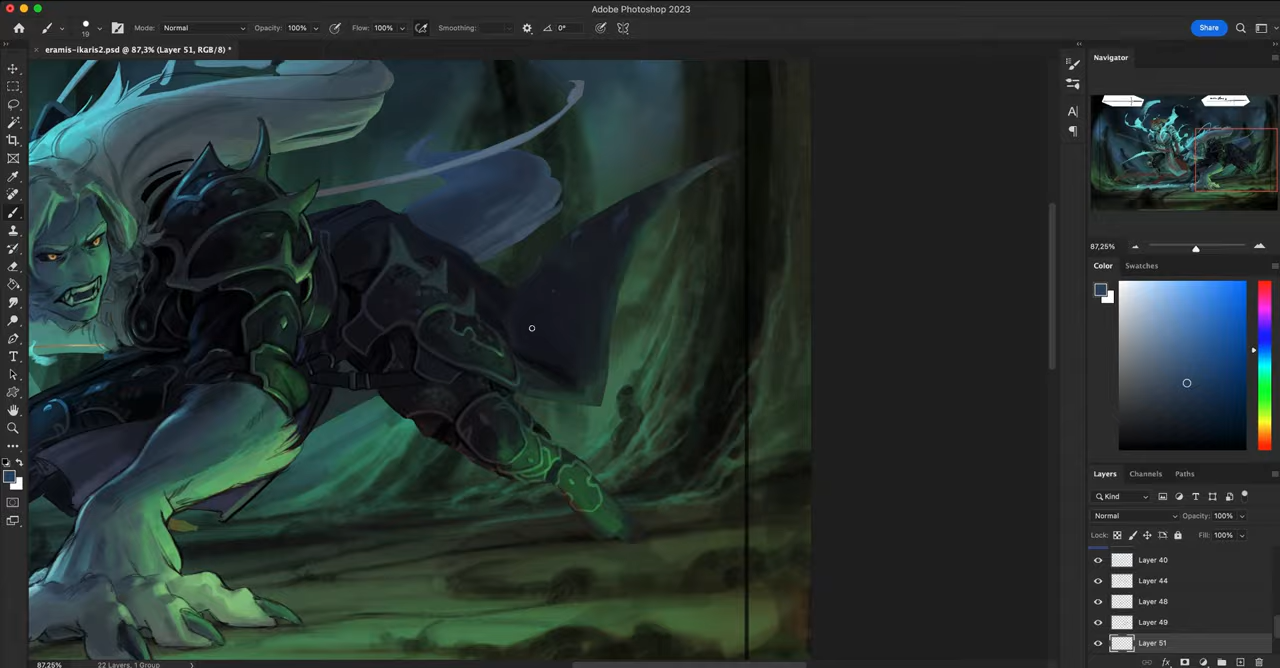 Adobe Photoshop 2023
19 Mode: Normal Opacity: 100% Flow: 100% Smoothing: 0° Share
eramis-ikaris2.psd @ 87,3% (Layer 51, RGB/8) *
Navigator
87,25%
Color Swatches
Layers Channels Paths
Kind
Normal Opacity: 100%
Lock: Fill: 100%
Layer 40
Layer 44
Layer 48
Layer 49
Layer 51
fx
87,25% 22 Layers, 1 Group